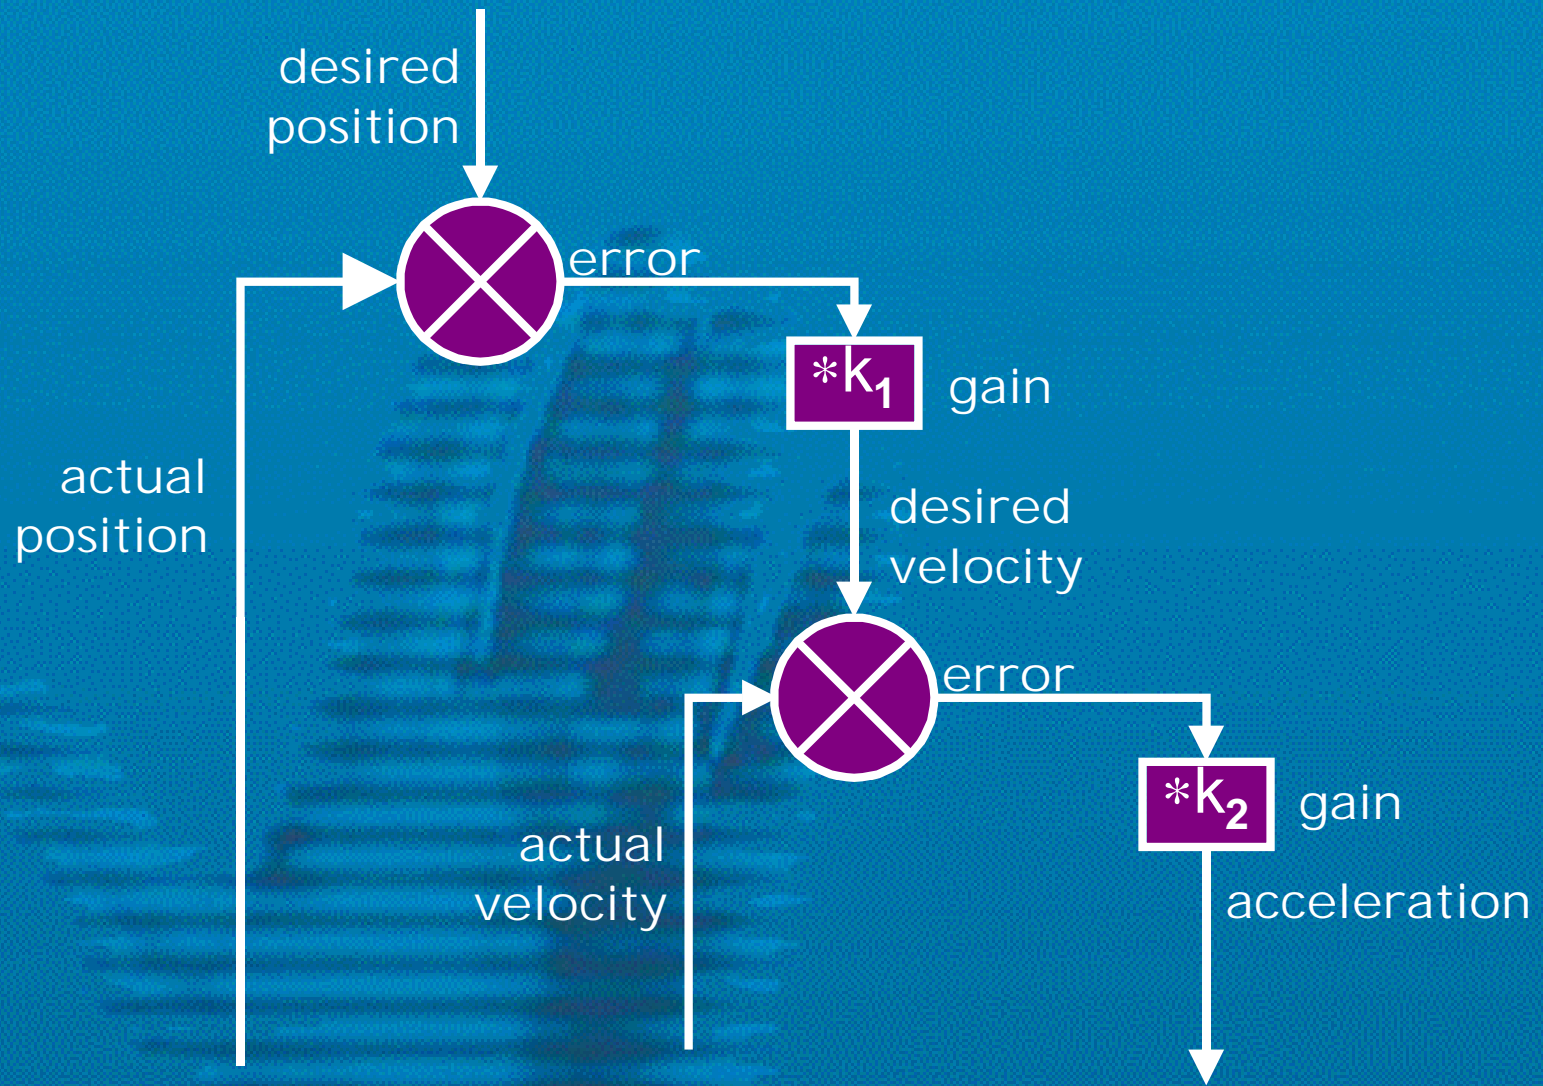 desired
position
error
*k1
gain
actual
position
desired
velocity
error
*k2
gain
actual
velocity
acceleration